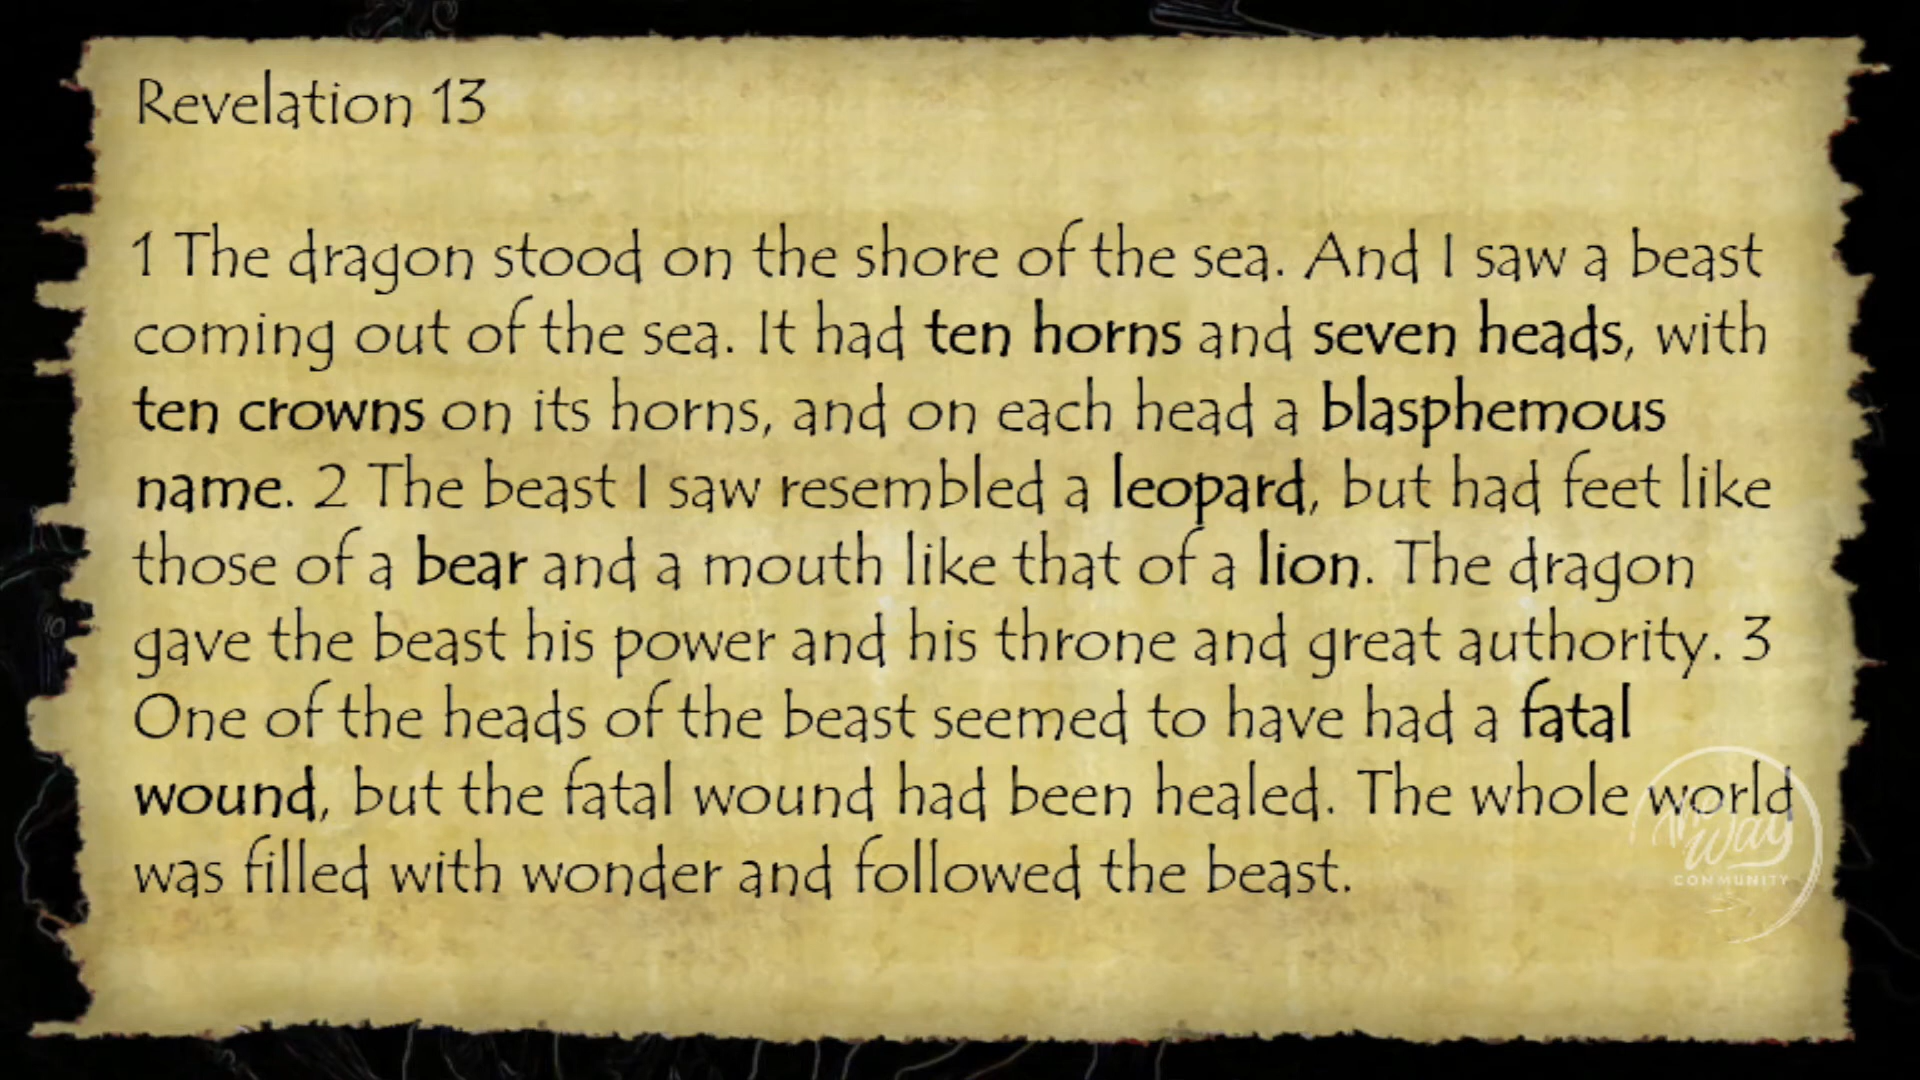 Revelation 13
1 The dragon stood on the shore of the sea. And I saw a beast
coming out of the sea. It had ten horns and seven heads, with
ten crowns on its horns, and on each head a blasphemous
name. 2 The beast I saw resembled a leopard, but had feet like
those of a bear and a mouth like that of a lion. The dragon
gave the beast his power and his throne and great authority. 3
One of the heads of the beast seemed to have had a fatal
wound, but the fatal wound had been healed. The whole world
was filled with wonder and followed the beast.
The Way
COMMUNITY